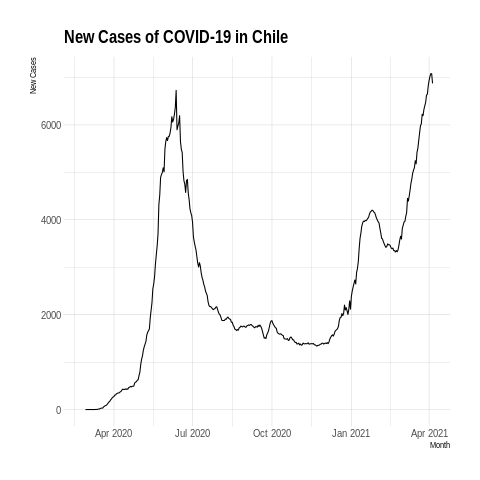 New Cases of COVID-19 in Chile
New Cases
6000
4000
2000
0
Apr 2020 Jul 2020 Oct 2020 Jan 2021 Apr 2021
Month